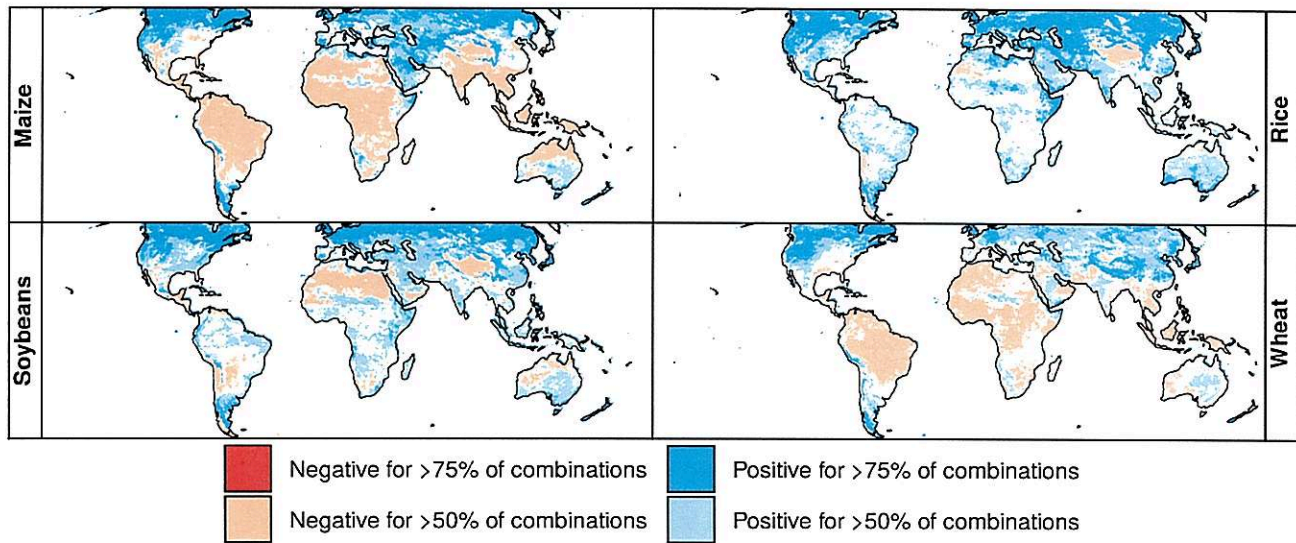 Maize
Rice
Soybeans
Wheat
Negative for >75% of combinations
Positive for >75% of combinations
Negative for >50% of combinations
Positive for >50% of combinations